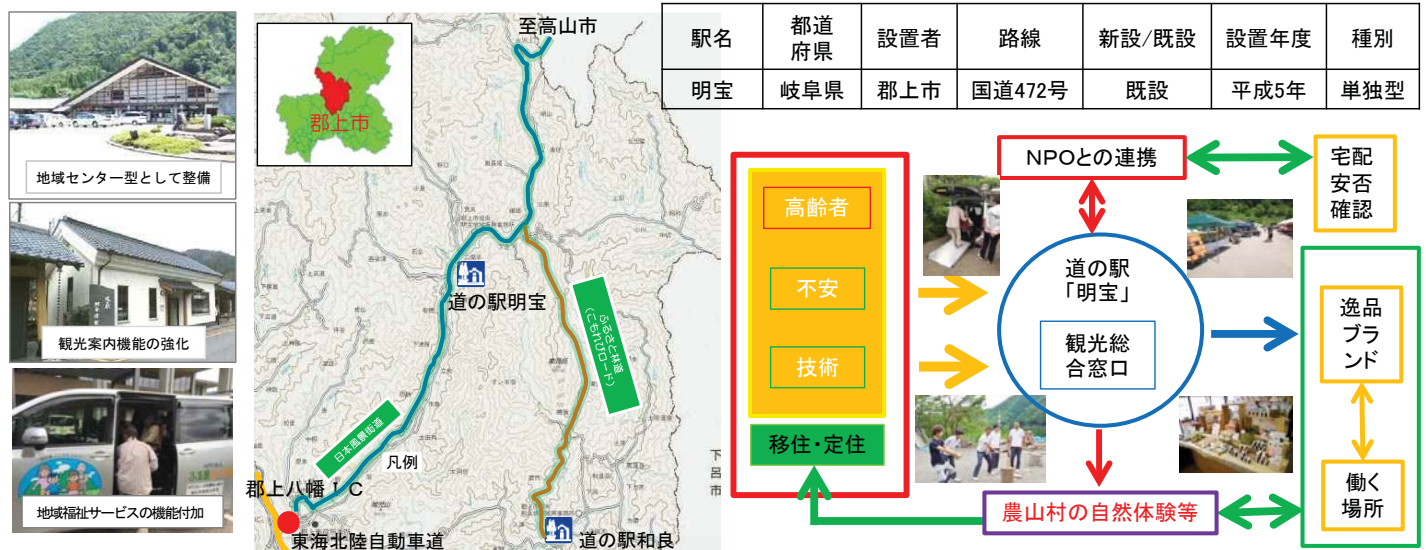 地域センター型として整備
観光案内機能の強化
地域福祉サービスの機能付加
至高山市
郡上市
道の駅明宝
ふるさと林道
(こもれびロード)
日本風景街道
凡例
郡上八幡IC
東海北陸自動車道
道の駅和良
下呂市
駅名
都道
府県
設置者
路線
新設/既設
設置年度
種別
明宝
岐阜県
郡上市
国道472号
既設
平成5年
単独型
NPOとの連携
宅配
安否
確認
高齢者
不安
技術
移住・定住
道の駅
「明宝」
観光総
合窓口
逸品
ブラ
ンド
働く
場所
農山村の自然体験等